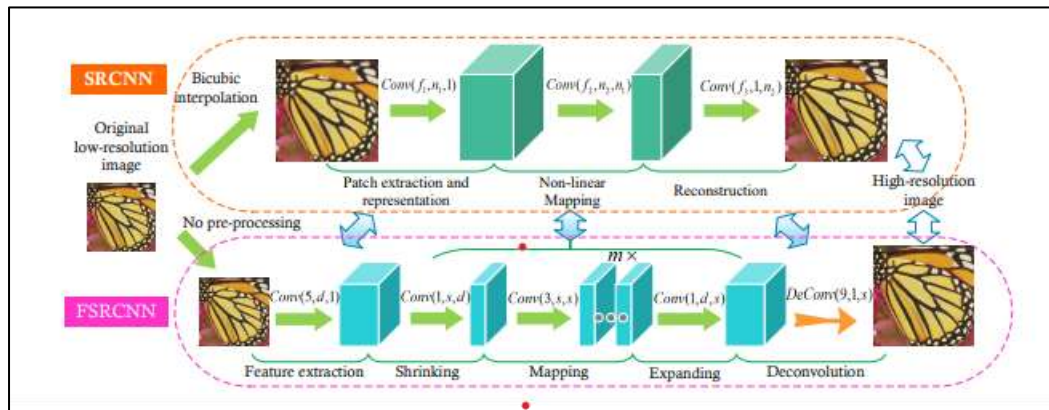 SRCNN
Bicubic
interpolation
Original
low-resolution
image
Conv(f₁,n₁,1)
Conv(f₂,n₂,n₁)
Conv(f₃,1,n₂)
Patch extraction and
representation
Non-linear
Mapping
Reconstruction
High-resolution
image
No pre-processing
FSRCNN
m ×
Conv(5,d,1)
Conv(1,s,d)
Conv(3,s,s)
Conv(1,d,s)
DeConv(9,1,s)
Feature extraction
Shrinking
Mapping
Expanding
Deconvolution